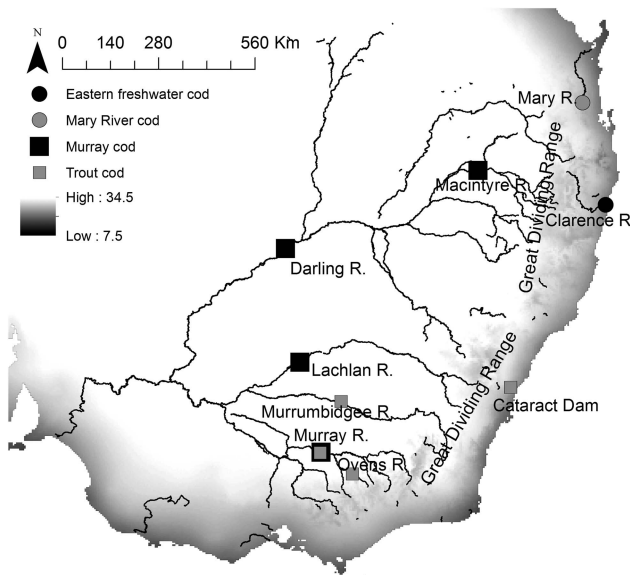 N
0 140 280 560 Km
Eastern freshwater cod
Mary River cod
Murray cod
Trout cod
High : 34.5
Low : 7.5
Mary R.
Macintyre R.
Great Dividing Range
Clarence R
Darling R.
Lachlan R.
Great Dividing Range
Cataract Dam
Murrumbidgee R.
Murray R.
Ovens R.